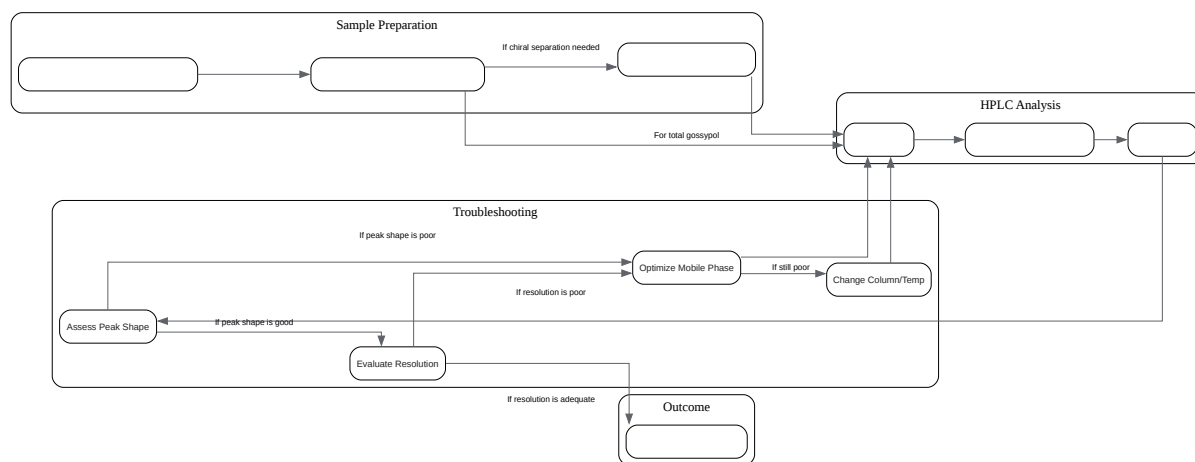 Sample Preparation
If chiral separation needed
For total gossypol
HPLC Analysis
Troubleshooting
If peak shape is poor
Optimize Mobile Phase
If still poor
Change Column/Temp
If resolution is poor
Assess Peak Shape
If peak shape is good
Evaluate Resolution
If resolution is adequate
Outcome